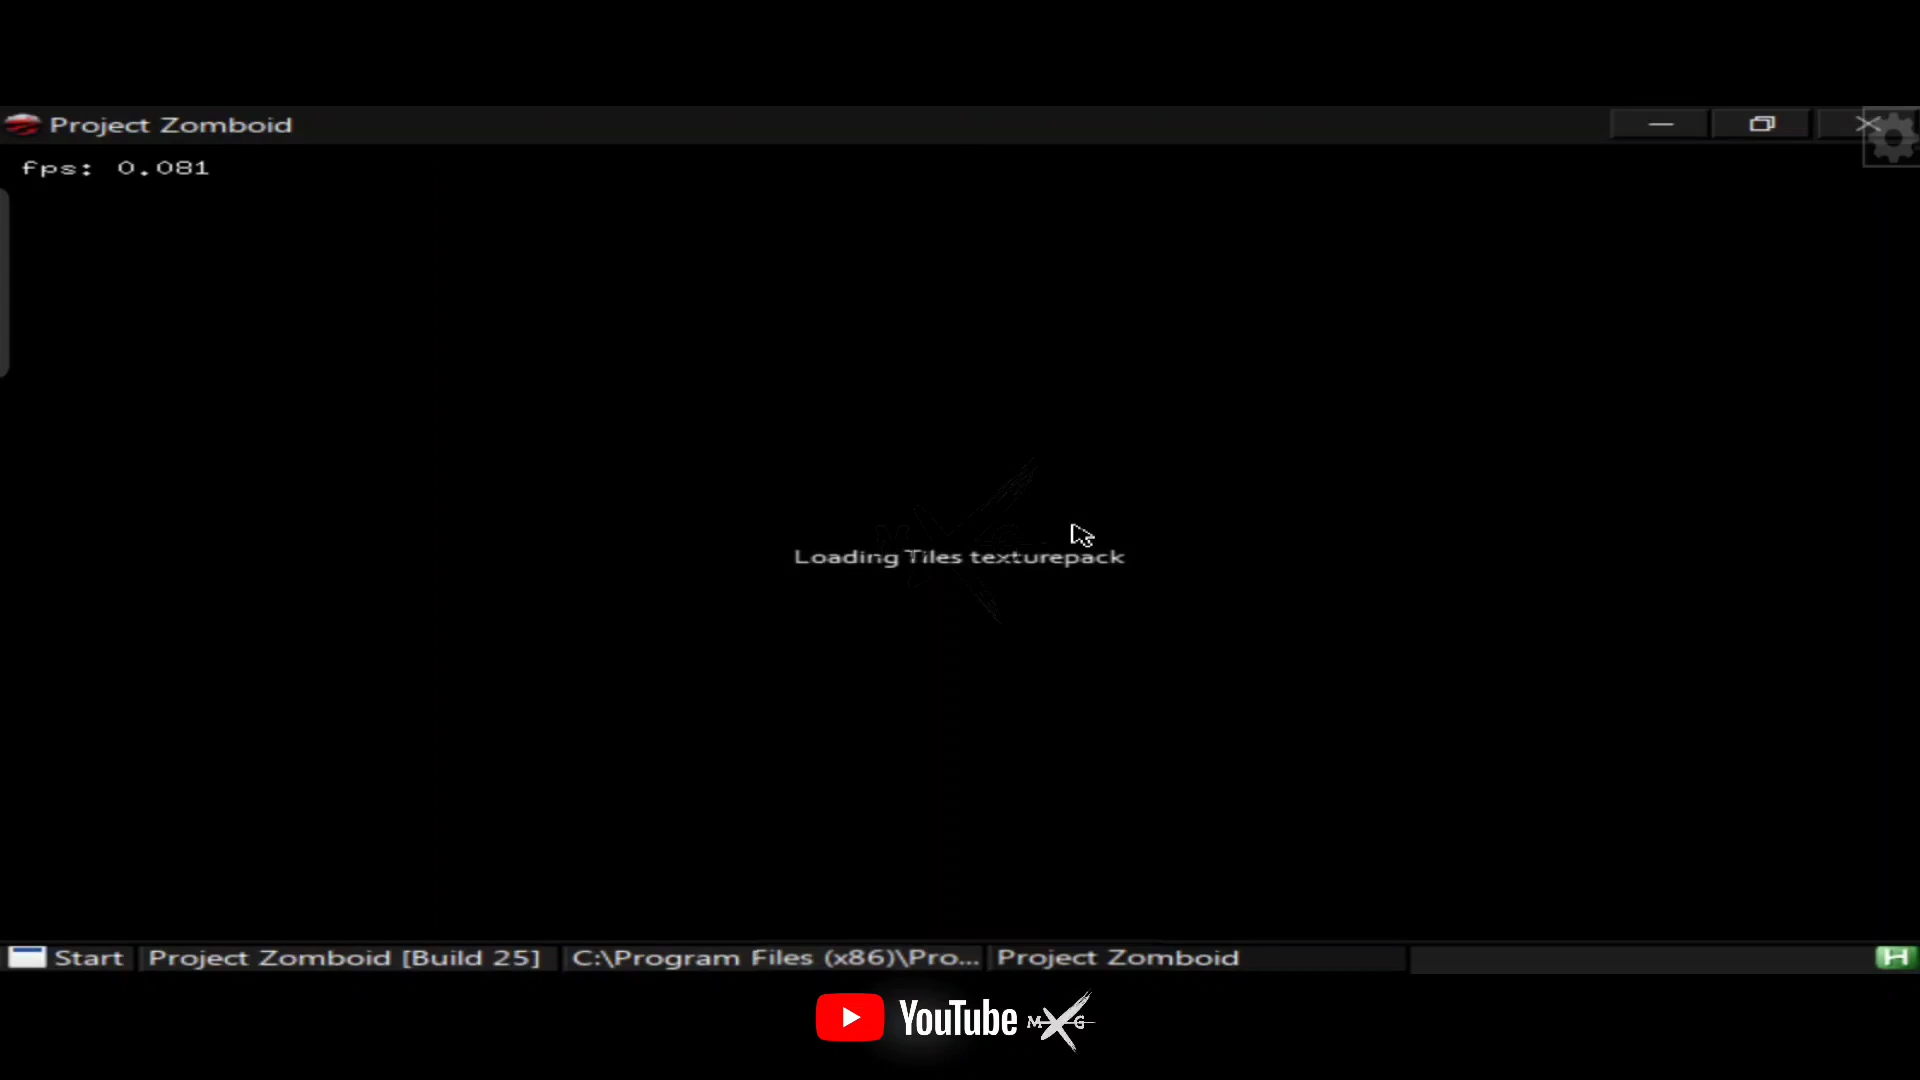 Project Zomboid
fps: 0.081
Loading Tiles texturepack
Start
Project Zomboid [Build 25]
C:\Program Files (x86)\Pro...
Project Zomboid
H
YouTube MXG